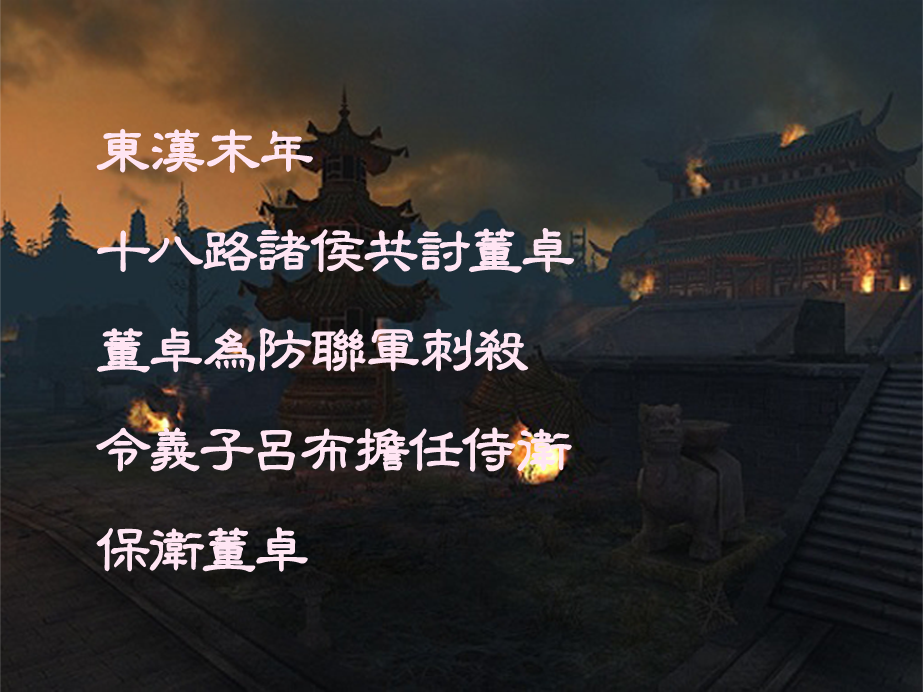 東漢末年
十八路諸侯共討董卓
董卓為防聯軍刺殺
令義子呂布擔任侍衛
保衛董卓